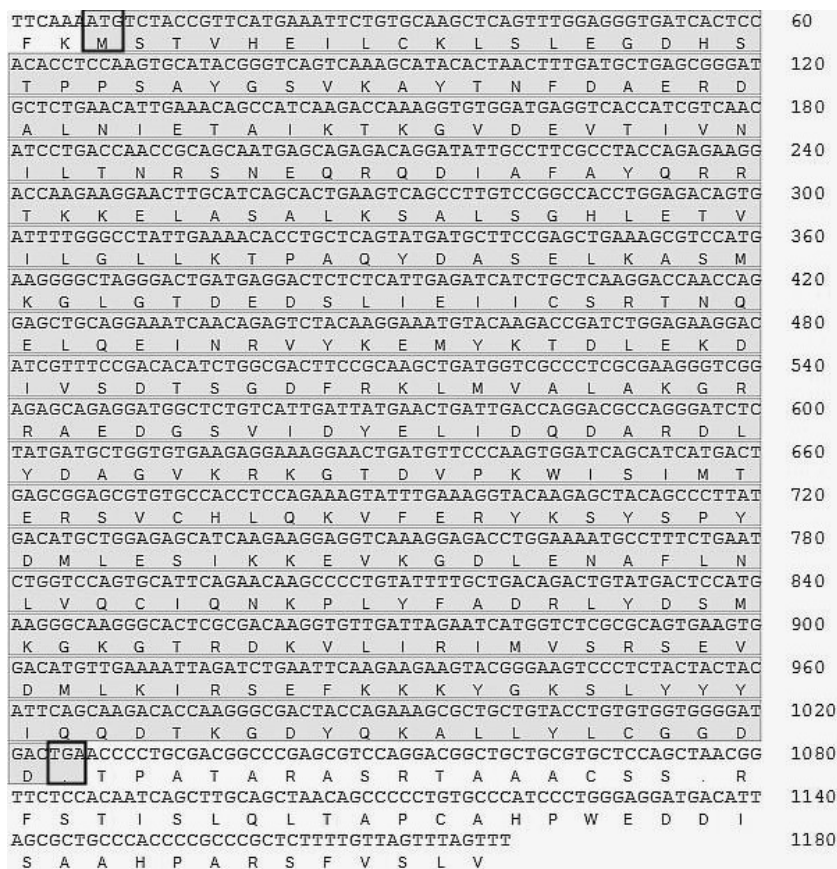 TTCAAAATGTCTACCGTTCATGAAATTCTGTGCAAGCTCAGTTTGGAGGGTGATCACTCC 60
F K M S T V H E I L C K L S L E G D H S
ACACCTCCAAGTGCATACGGGTCAGTCAAAGCATACACTAACTTTGATGCTGAGCGGGAT 120
T P P S A Y G S V K A Y T N F D A E R D
GCTCTGAACATTGAAACAGCCATCAAGACCAAAGGTGTGGATGAGGTCACCATCGTCAAC 180
A L N I E T A I K T K G V D E V T I V N
ATCCTGACCAACCGCAGCAATGAGCAGAGACAGGATATTGCCTTCGCCTACCAGAGAAGG 240
I L T N R S N E Q R Q D I A F A Y Q R R
ACCAAGAAGGAACTTGCATCAGCACTGAAGTCAGCCTTGTCCGGCCACCTGGAGACAGTG 300
T K K E L A S A L K S A L S G H L E T V
ATTTTGGGCCTATTGAAAACACCTGCTCAGTATGATGCTTCCGAGCTGAAAGCGTCCATG 360
I L G L L K T P A Q Y D A S E L K A S M
AAGGGGCTAGGGACTGATGAGGACTCTCTCATTGAGATCATCTGCTCAAGGACCAACCAG 420
K G L G T D E D S L I E I I C S R T N Q
GAGCTGCAGGAAATCAACAGAGTCTACAAGGAAATGTACAAGACCGATCTGGAGAAGGAC 480
E L Q E I N R V Y K E M Y K T D L E K D
ATCGTTTCCGACACATCTGGCGACTTCCGCAAGCTGATGGTCGCCCTCGCGAAGGGTCGG 540
I V S D T S G D F R K L M V A L A K G R
AGAGCAGAGGATGGCTCTGTCATTGATTATGAACTGATTGACCAGGACGCCAGGGATCTC 600
R A E D G S V I D Y E L I D Q D A R D L
TATGATGCTGGTGTGAAGAGGAAAGGAACTGATGTTCCCAAGTGGATCAGCATCATGACT 660
Y D A G V K R K G T D V P K W I S I M T
GAGCGGAGCGTGTGCCACCTCCAGAAAGTATTTGAAAGGTACAAGAGCTACAGCCCTTAT 720
E R S V C H L Q K V F E R Y K S Y S P Y
GACATGCTGGAGAGCATCAAGAAGGAGGTCAAAGGAGACCTGGAAAATGCCTTTCTGAAT 780
D M L E S I K K E V K G D L E N A F L N
CTGGTCCAGTGCATTCAGAACAAGCCCCTGTATTTTGCTGACAGACTGTATGACTCCATG 840
L V Q C I Q N K P L Y F A D R L Y D S M
AAGGGCAAGGGCACTCGCGACAAGGTGTTGATTAGAATCATGGTCTCGCGCAGTGAAGTG 900
K G K G T R D K V L I R I M V S R S E V
GACATGTTGAAAATTAGATCTGAATTCAAGAAGAAGTACGGGAAGTCCCTCTACTACTAC 960
D M L K I R S E F K K K Y G K S L Y Y Y
ATTCAGCAAGACACCAAGGGCGACTACCAGAAAGCGCTGCTGTACCTGTGTGGTGGGGAT 1020
I Q Q D T K G D Y Q K A L L Y L C G G D
GACTGAACCCCTGCGACGGCCCGAGCGTCCAGGACGGCTGCTGCGTGCTCCAGCTAACGG 1080
D . T P A T A R A S R T A A A C S S . R
TTCTCCACAATCAGCTTGCAGCTAACAGCCCCCTGTGCCCATCCCTGGGAGGATGACATT 1140
F S T I S L Q L T A P C A H P W E D D I
AGCGCTGCCCACCCCGCCCGCTCTTTTGTTAGTTTAGTTT 1180
S A A H P A R S F V S L V